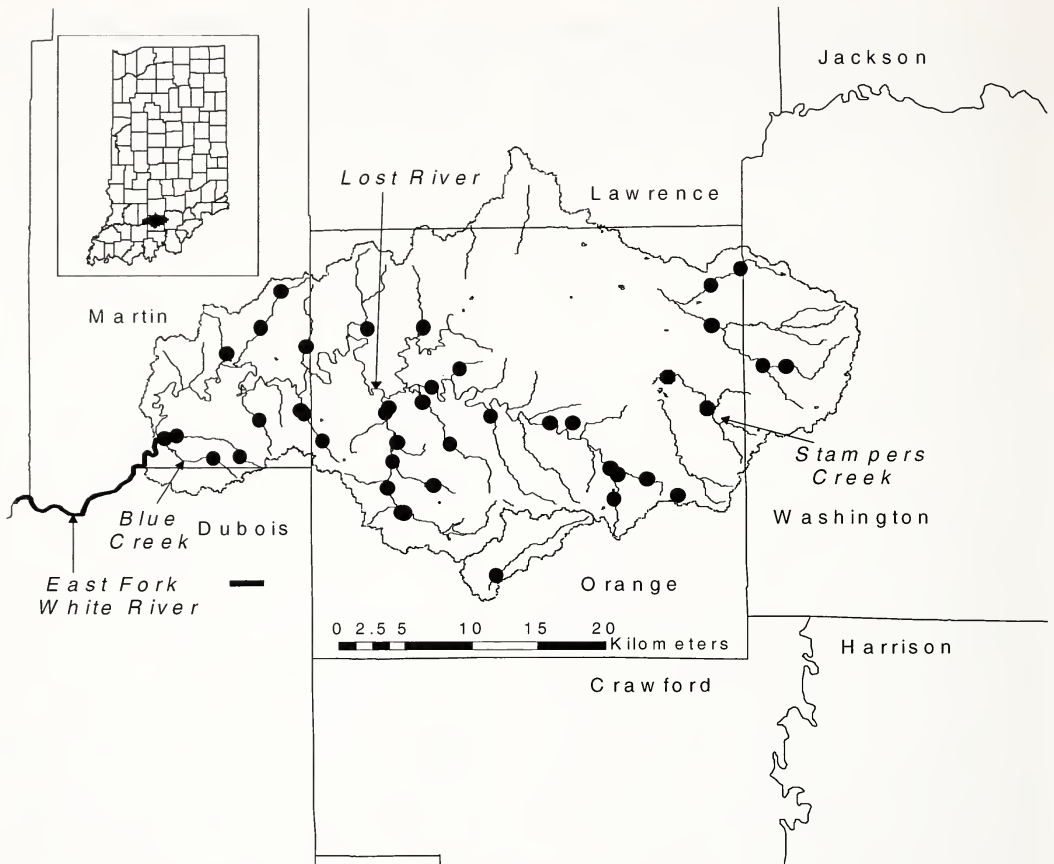 Jackson
Lost River
Lawrence
Martin
Stampers
Creek
Blue
Creek
Dubois
Washington
East Fork
White River
Orange
0 2.5 5 10 15 20
Kilometers
Harrison
Crawford